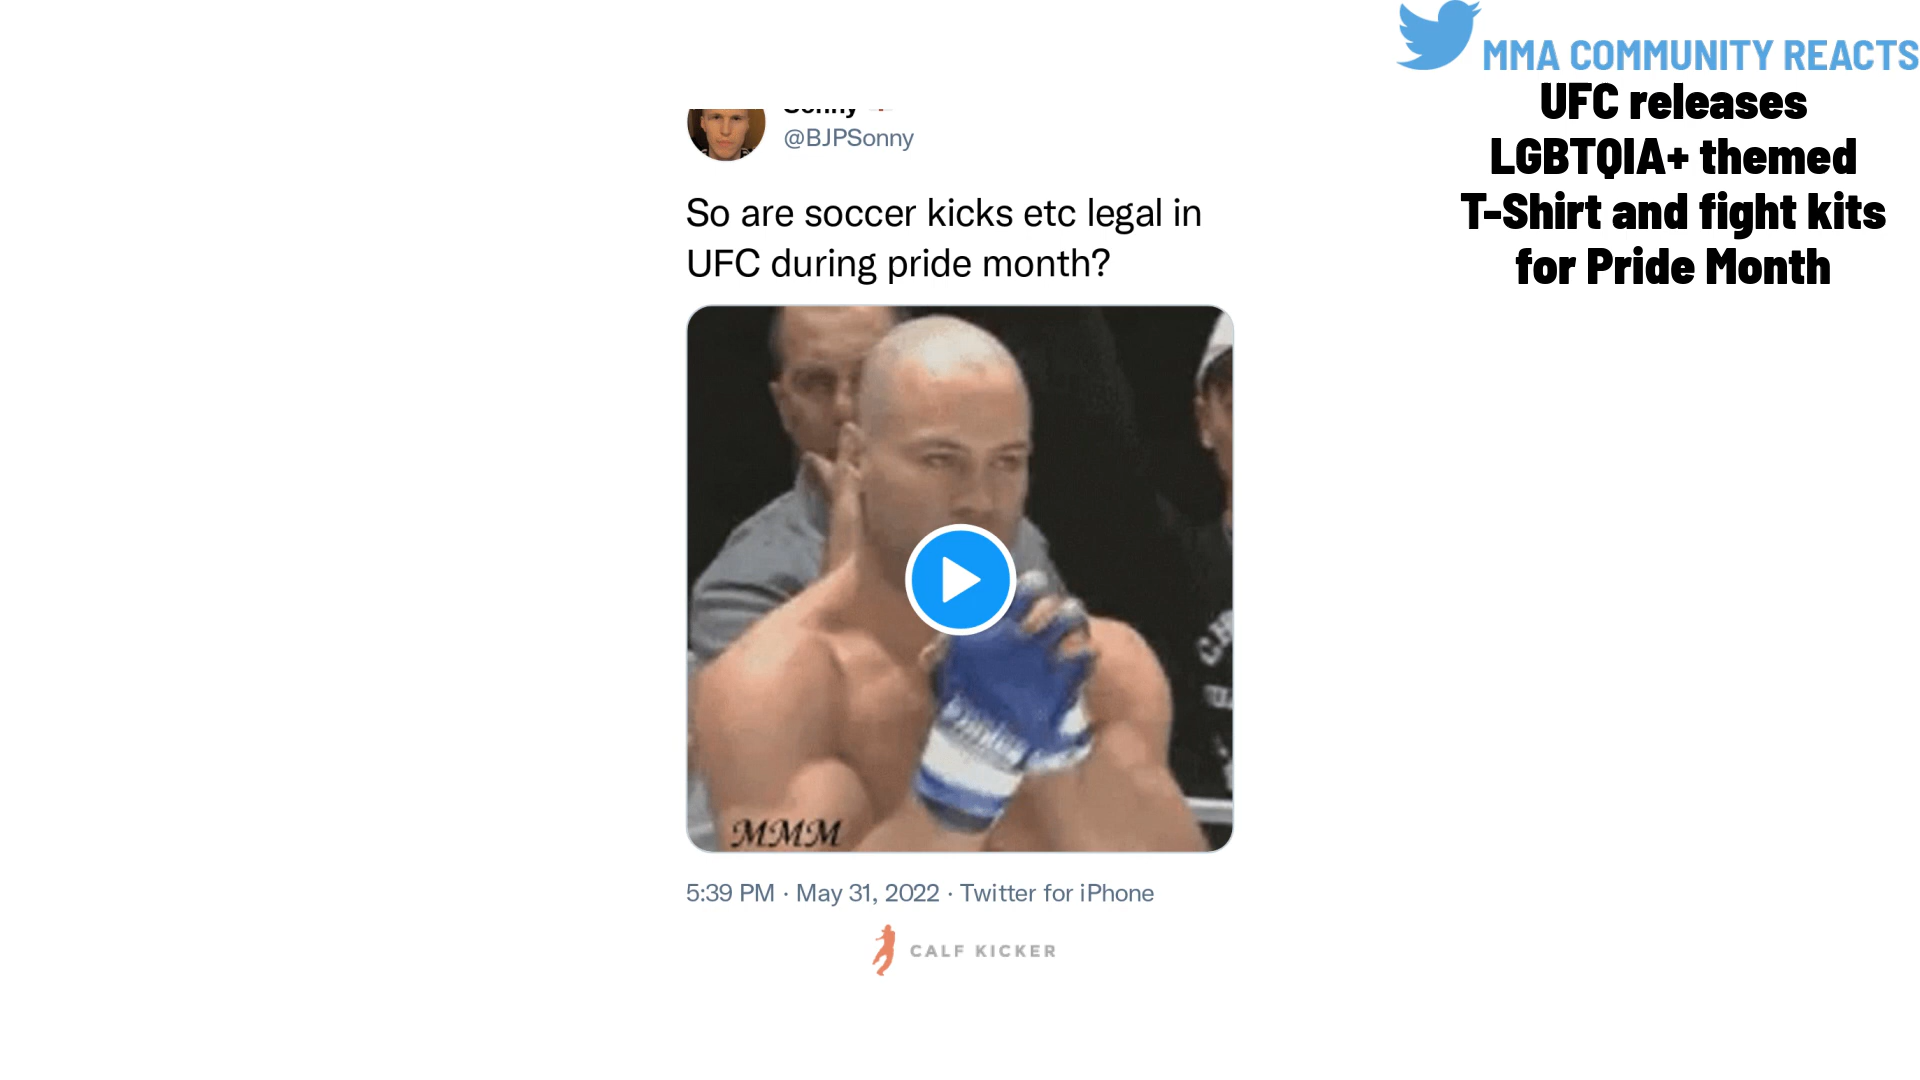 MMA COMMUNITY REACTS
UFC releases
LGBTQIA+ themed
T-Shirt and fight kits
for Pride Month
Sonny
@BJPSonny
So are soccer kicks etc legal in
UFC during pride month?
MMM
5:39 PM · May 31, 2022 · Twitter for iPhone
CALF KICKER